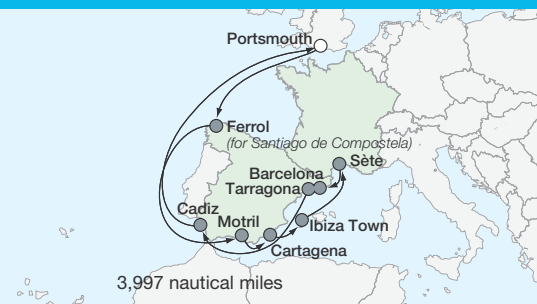 Portsmouth
Ferrol
(for Santiago de Compostela)
Sète
Barcelona
Tarragona
Cadiz
Motril
Ibiza Town
Cartagena
3,997 nautical miles